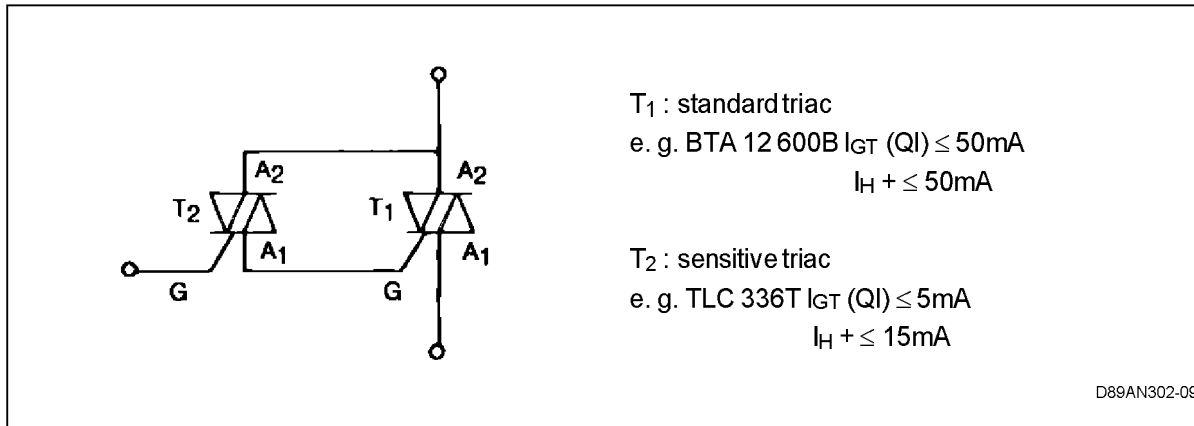 T1 : standard triac
e. g. BTA 12 600B IGT (QI) ≤ 50mA
IH + ≤ 50mA
A2
A2
T2
T1
A1
A1
G
G
T2 : sensitive triac
e. g. TLC 336T IGT (QI) ≤ 5mA
IH + ≤ 15mA
D89AN302-09